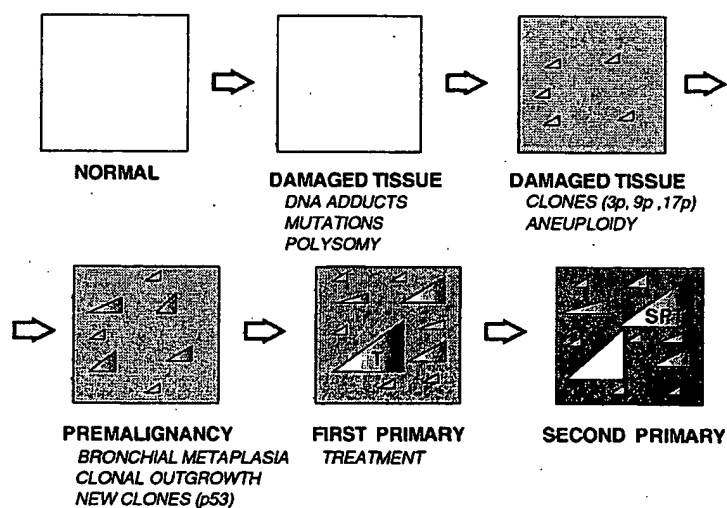 NORMAL
DAMAGED TISSUE
DNA ADDUCTS
MUTATIONS
POLYSOMY
DAMAGED TISSUE
CLONES (3p, 9p ,17p)
ANEUPLOIDY
T
SP
PREMALIGNANCY
BRONCHIAL METAPLASIA
CLONAL OUTGROWTH
NEW CLONES (p53)
FIRST PRIMARY
TREATMENT
SECOND PRIMARY